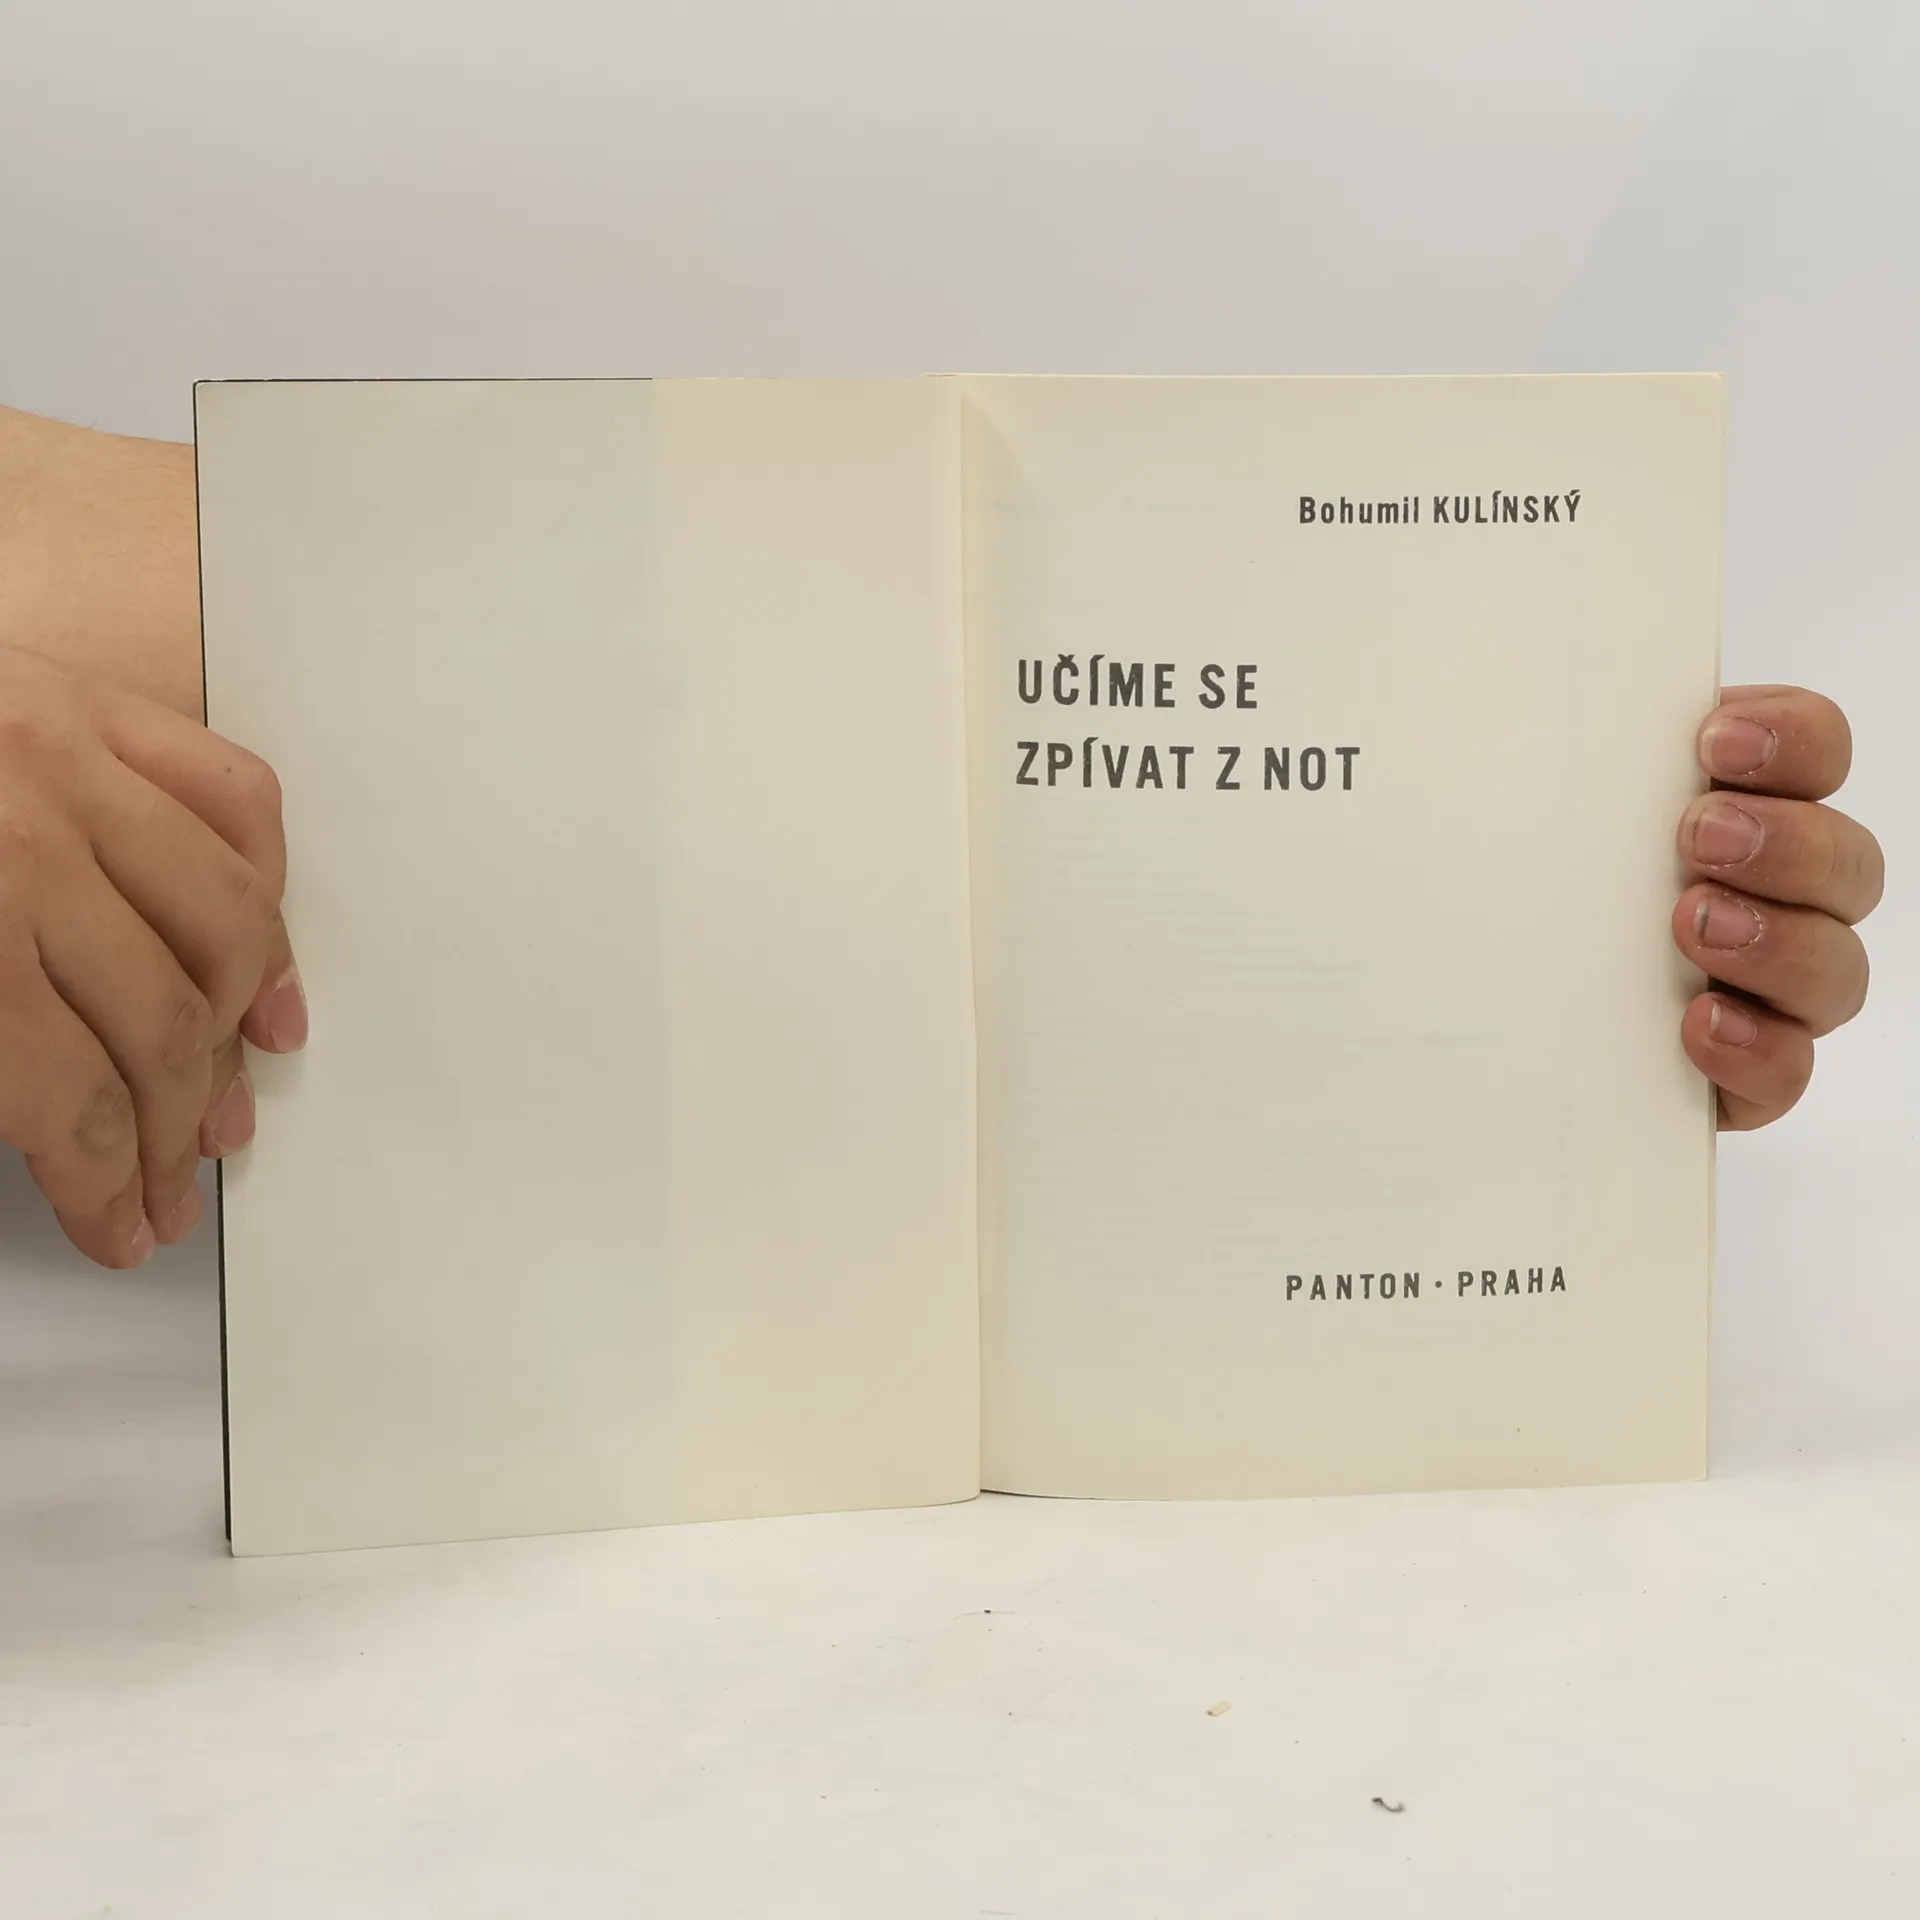 Bohumil KULÍNSKÝ
UČÍME SE
ZPÍVAT Z NOT
PANTON • PRAHA